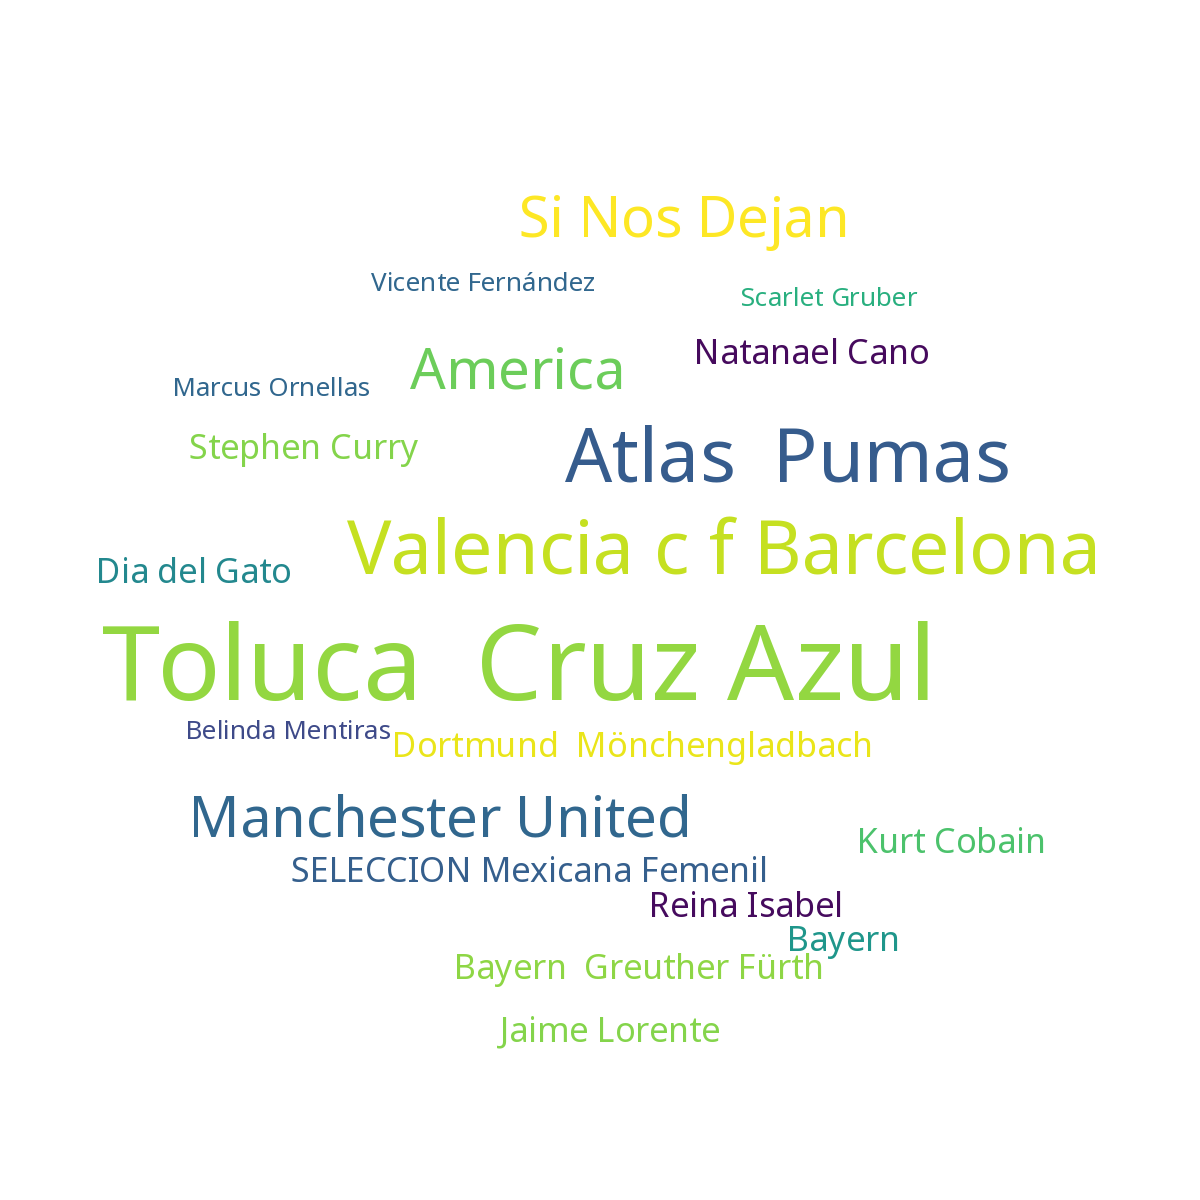 Si Nos Dejan
Vicente Fernández
Scarlet Gruber
Natanael Cano
America
Marcus Ornellas
Stephen Curry
Atlas  Pumas
Valencia c f Barcelona
Dia del Gato
Toluca  Cruz Azul
Belinda Mentiras
Dortmund  Mönchengladbach
Manchester United
Kurt Cobain
SELECCION Mexicana Femenil
Reina Isabel
Bayern
Bayern  Greuther Fürth
Jaime Lorente